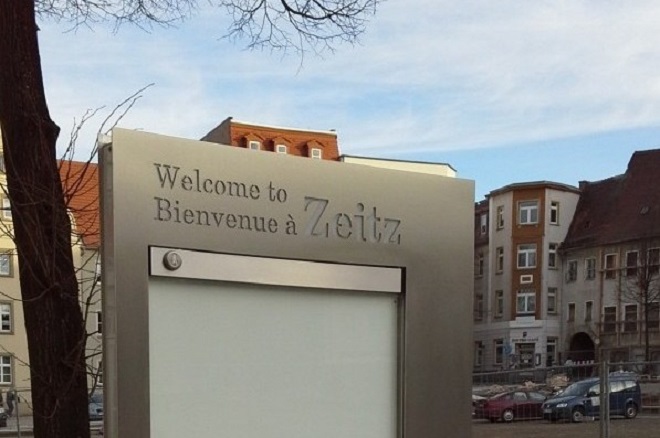 Welcome to
Bienvenue à Zeitz